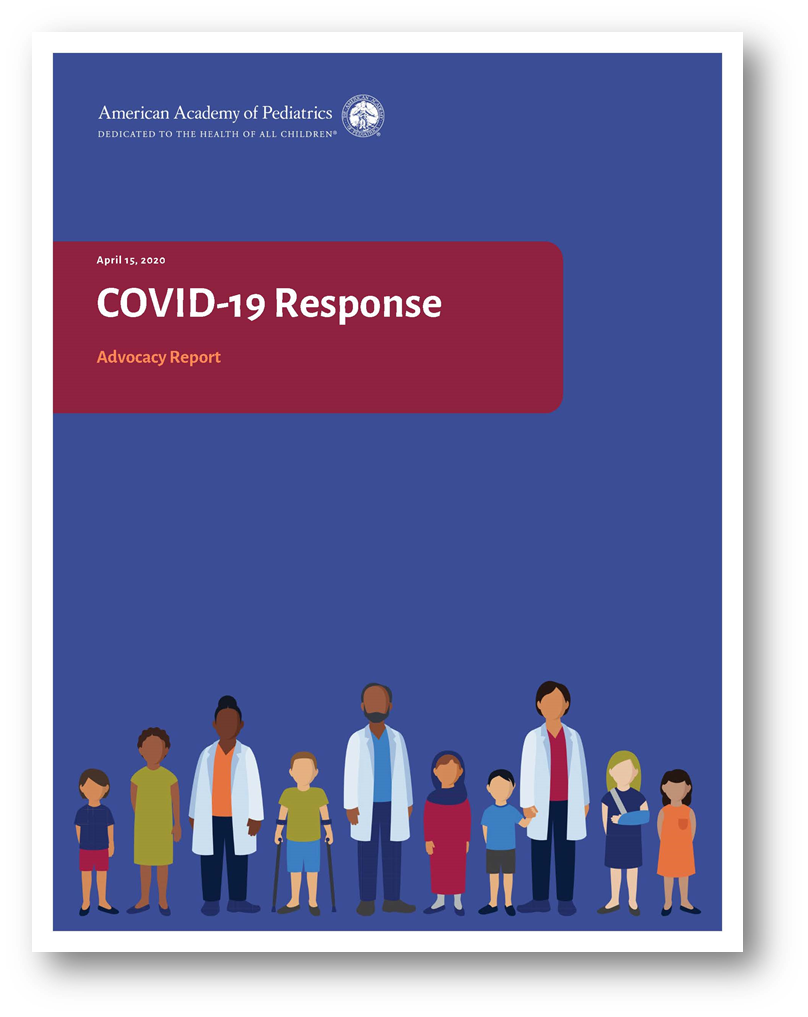 American Academy of Pediatrics
DEDICATED TO THE HEALTH OF ALL CHILDREN®
April 15, 2020
COVID-19 Response
Advocacy Report